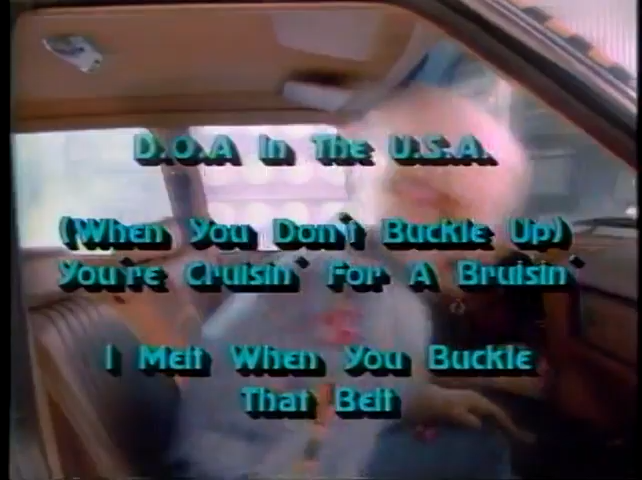 D.O.A In The U.S.A.
(When You Don't Buckle Up)
You're Cruisin' For A Bruisin'
I Melt When You Buckle
That Belt